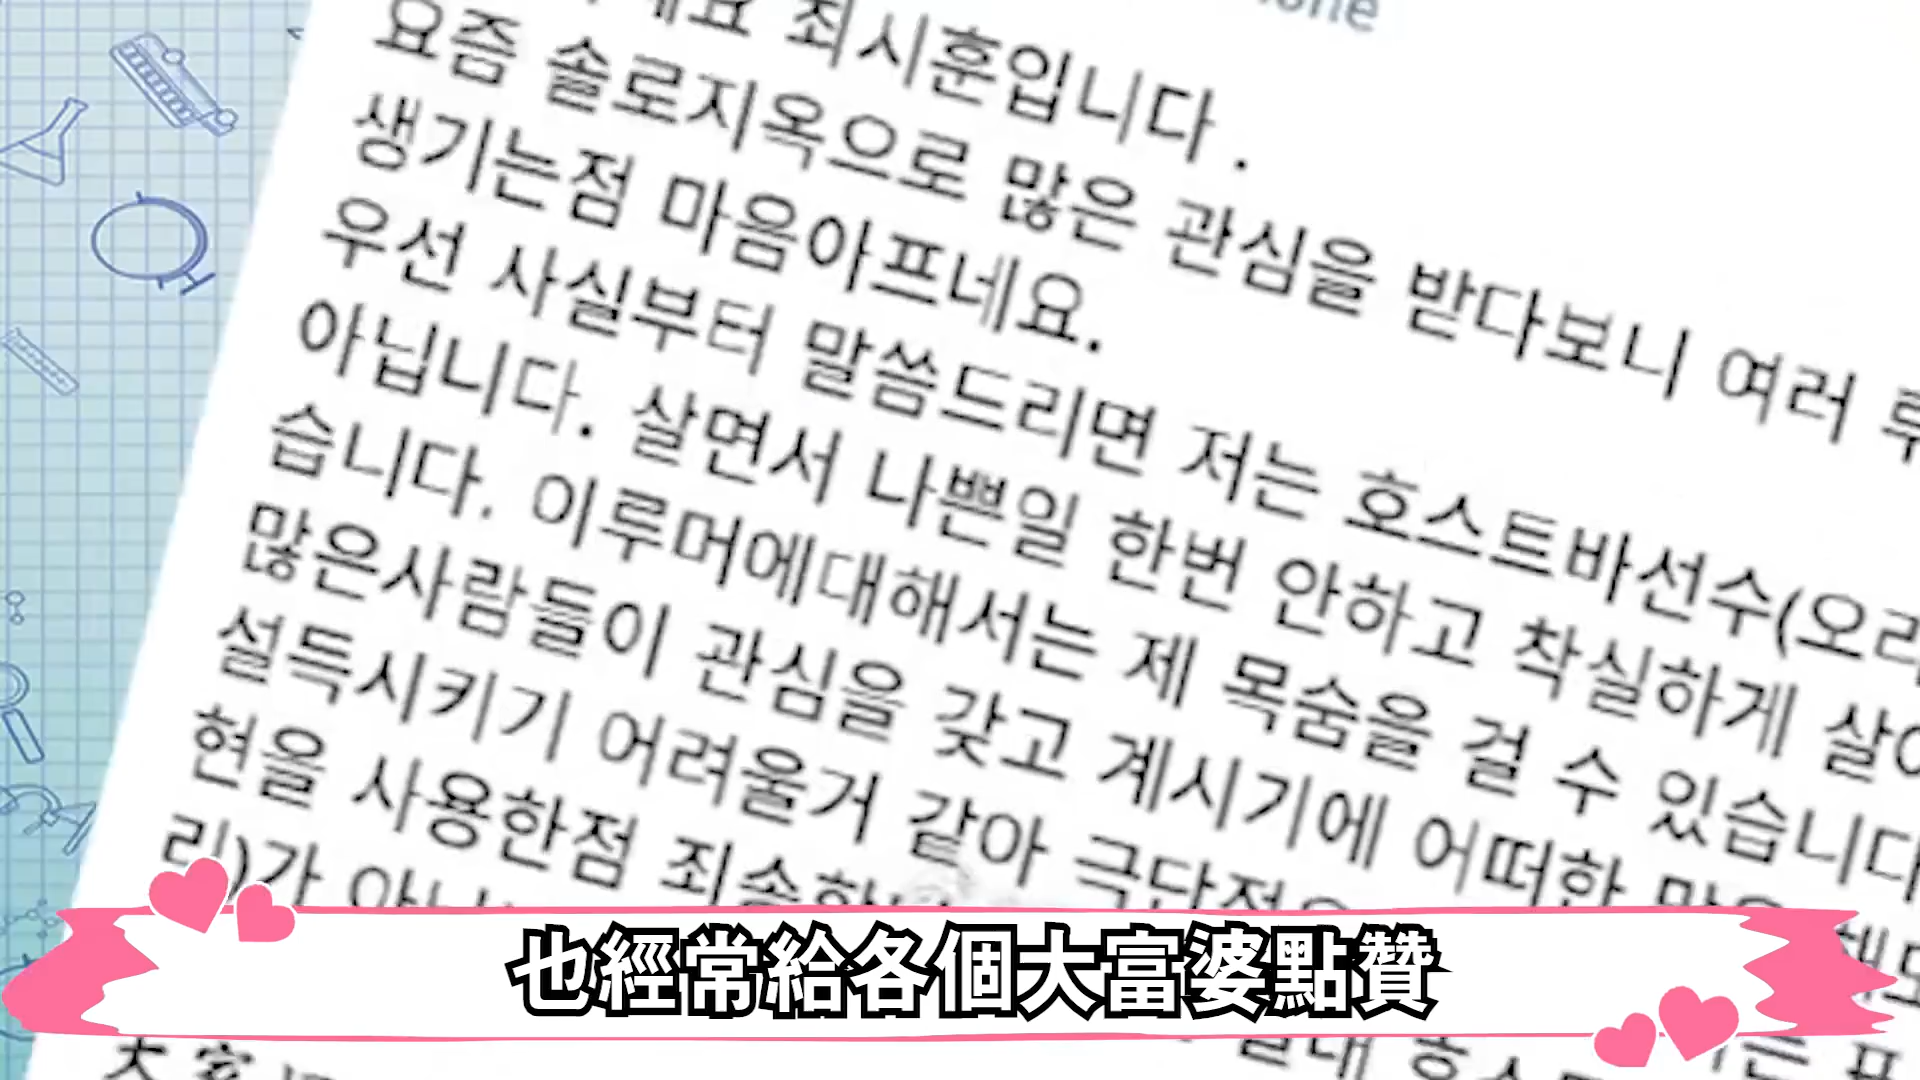 최시훈입니다.
요즘 솔로지옥으로 많은 관심을 받다보니 여러
생기는점 마음아프네요.
우선 사실부터 말씀드리면 저는 호스트바선수(오리
아닙니다. 살면서 나쁜일 한번 안하고 착실하게
습니다. 이루머에대해서는 제 목숨을 걸 수 있습니다
많은사람들이 관심을 갖고 계시기에 어떠한
설득시키기 어려울거 같아
현을 사용한점
리)가
也經常給各個大富婆點贊